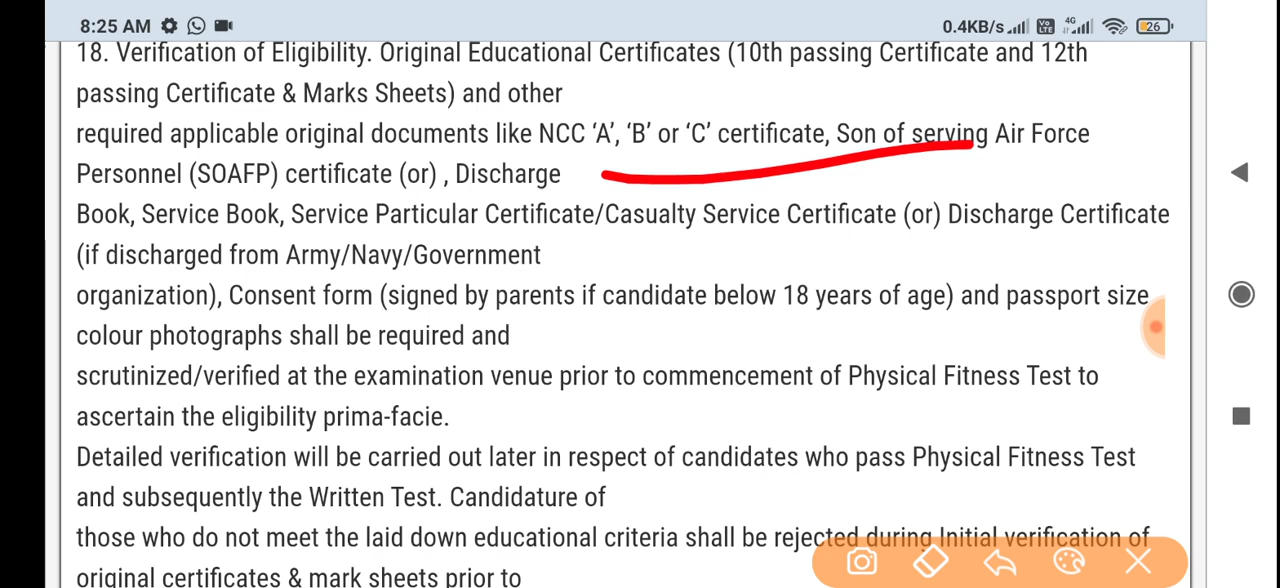 8:25 AM 0.4KB/s Vo LTE 4G 26
18. Verification of Eligibility. Original Educational Certificates (10th passing Certificate and 12th
passing Certificate & Marks Sheets) and other
required applicable original documents like NCC ‘A’, ‘B’ or ‘C’ certificate, Son of serving Air Force
Personnel (SOAFP) certificate (or) , Discharge
Book, Service Book, Service Particular Certificate/Casualty Service Certificate (or) Discharge Certificate
(if discharged from Army/Navy/Government
organization), Consent form (signed by parents if candidate below 18 years of age) and passport size
colour photographs shall be required and
scrutinized/verified at the examination venue prior to commencement of Physical Fitness Test to
ascertain the eligibility prima-facie.
Detailed verification will be carried out later in respect of candidates who pass Physical Fitness Test
and subsequently the Written Test. Candidature of
those who do not meet the laid down educational criteria shall be rejected during Initial verification of
original certificates & mark sheets prior to